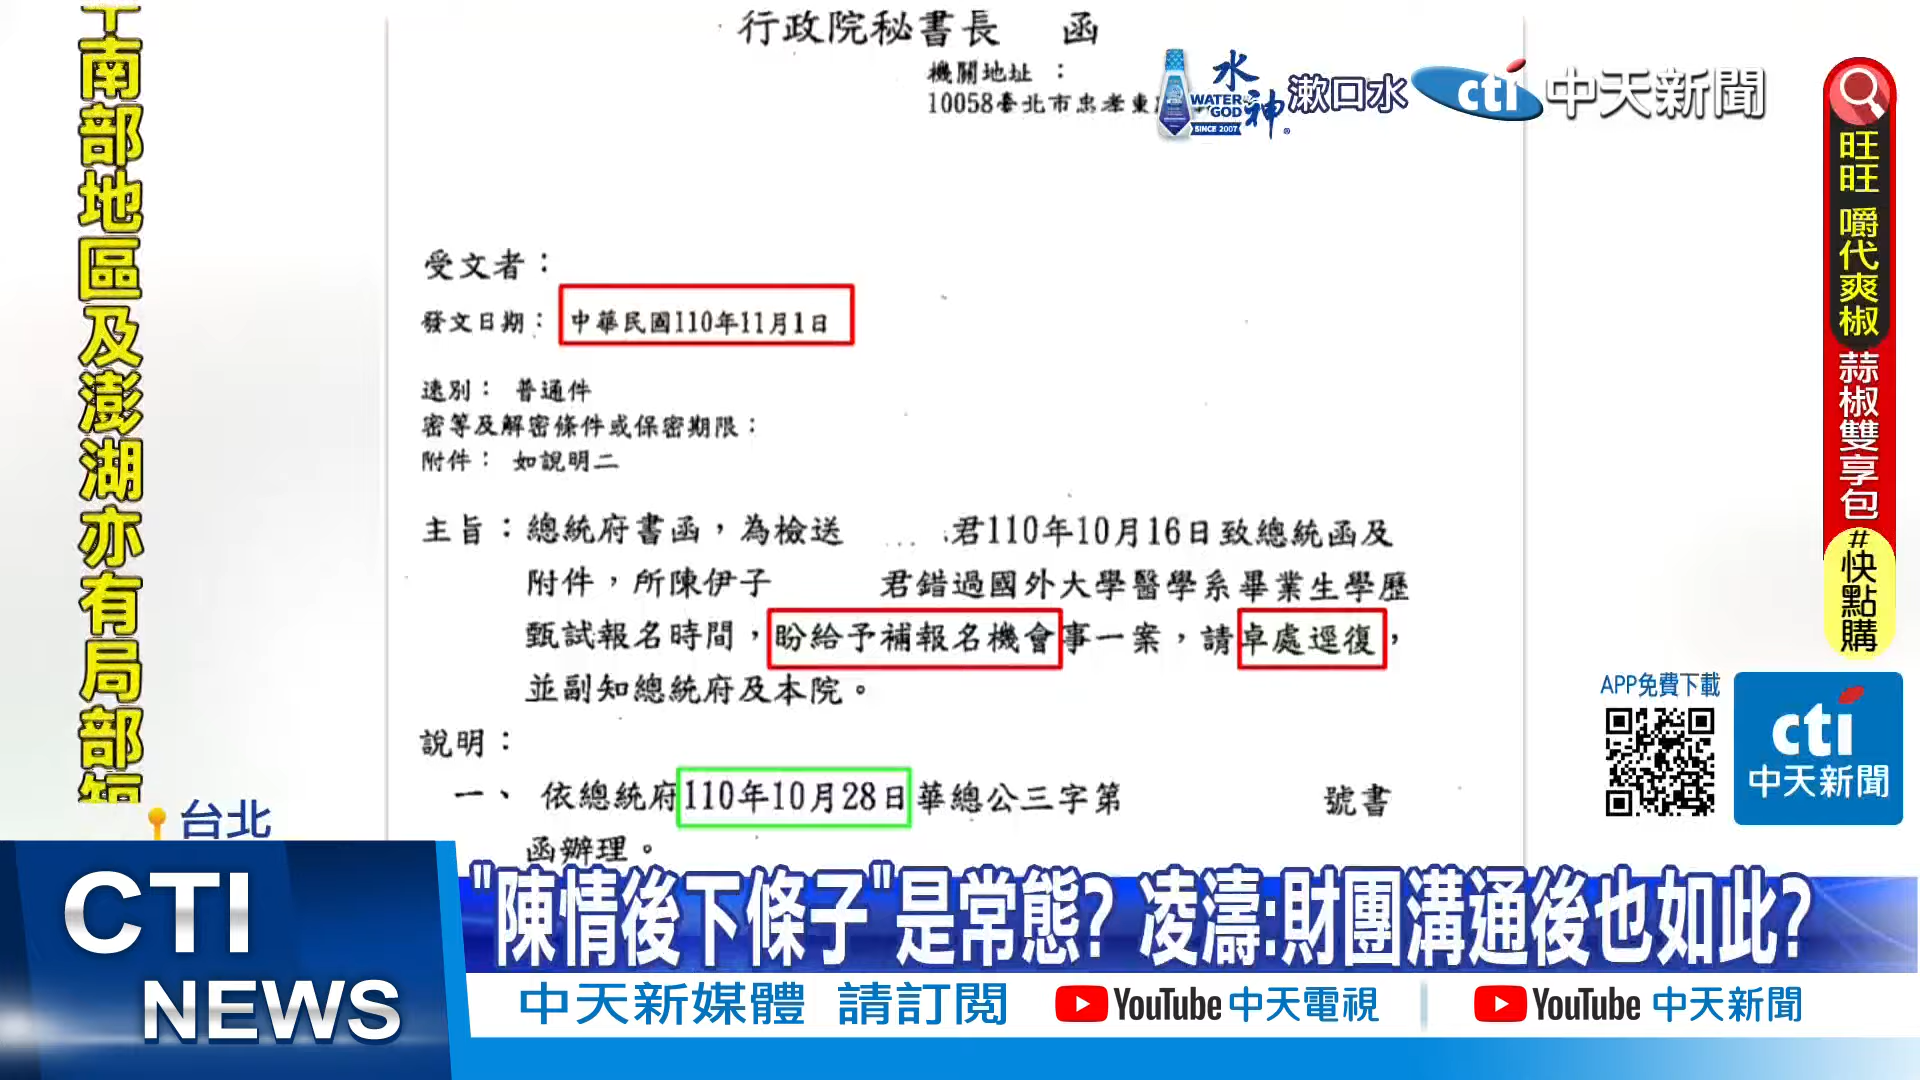 行政院秘書長 函
機關地址：
10058臺北市忠孝東
水神
WATER GOD
SINCE 2007
漱口水
cti 中天新聞
受文者：
發文日期：中華民國110年11月1日
速別：普通件
密等及解密條件或保密期限：
附件：如說明二
主旨：總統府書函，為檢送 君110年10月16日致總統函及
附件，所陳伊子 君錯過國外大學醫學系畢業生學歷
甄試報名時間，盼給予補報名機會事一案，請卓處逕復，
並副知總統府及本院。
說明：
一、依總統府110年10月28日華總公三字第 號書
函辦理。
南部地區及澎湖亦有局部短
旺旺 嚼代爽椒
蒜椒雙享包
#快點購
APP免費下載
cti
中天新聞
台北
CTI
NEWS
"陳情後下條子"是常態? 凌濤:財團溝通後也如此?
中天新媒體 請訂閱 YouTube 中天電視 | YouTube 中天新聞